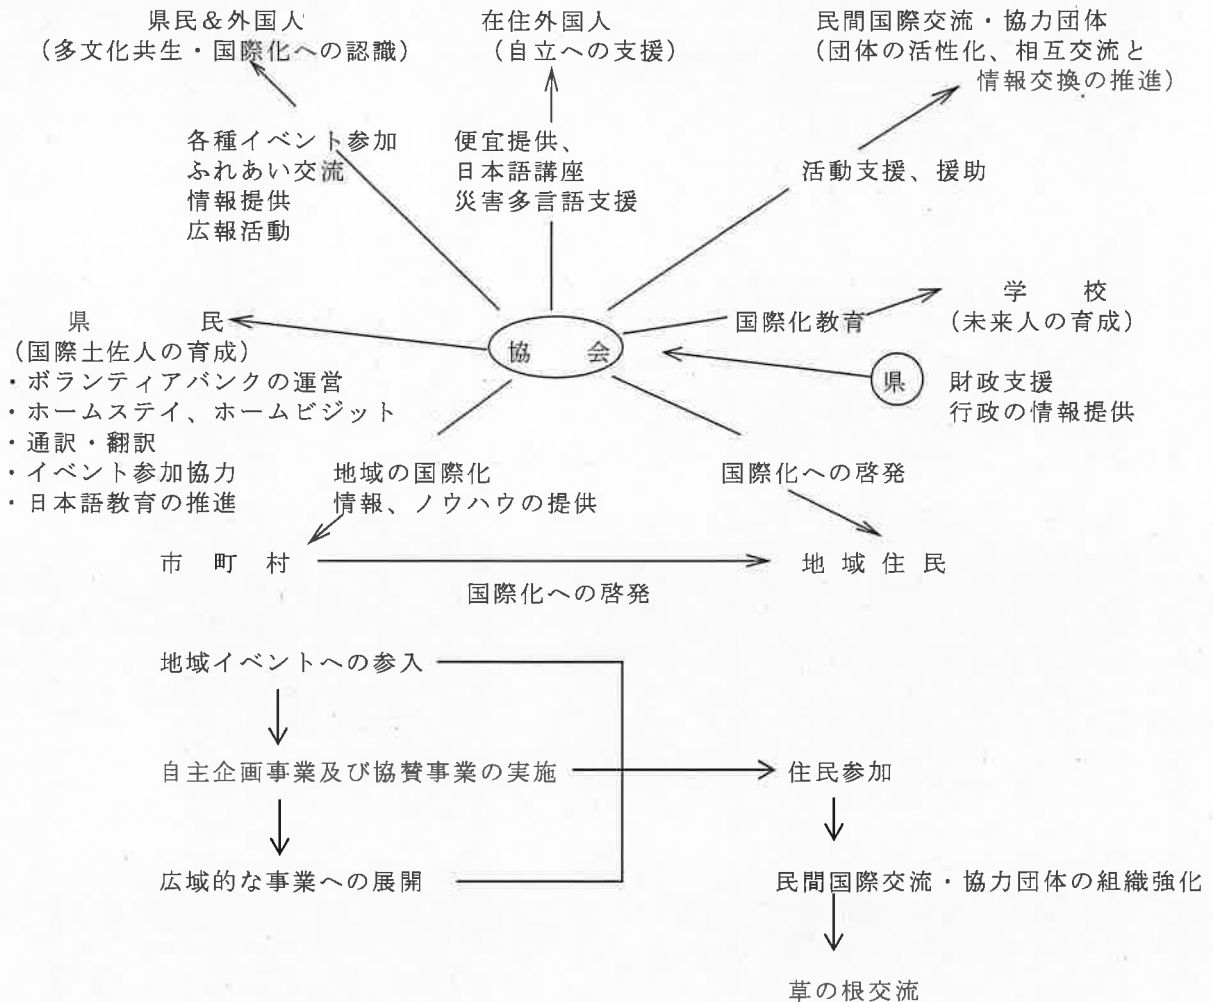 県民＆外国人
（多文化共生・国際化への認識）
在住外国人
（自立への支援）
民間国際交流・協力団体
（団体の活性化、相互交流と
情報交換の推進）
各種イベント参加
ふれあい交流
情報提供
広報活動
便宜提供、
日本語講座
災害多言語支援
活動支援、援助
県　民
（国際土佐人の育成）
・ボランティアバンクの運営
・ホームステイ、ホームビジット
・通訳・翻訳
・イベント参加協力
・日本語教育の推進
協　会
国際化教育
学　校
（未来人の育成）
県
財政支援
行政の情報提供
地域の国際化
情報、ノウハウの提供
国際化への啓発
市　町　村
地　域　住　民
国際化への啓発
地域イベントへの参入
自主企画事業及び協賛事業の実施
住民参加
広域的な事業への展開
民間国際交流・協力団体の組織強化
草の根交流